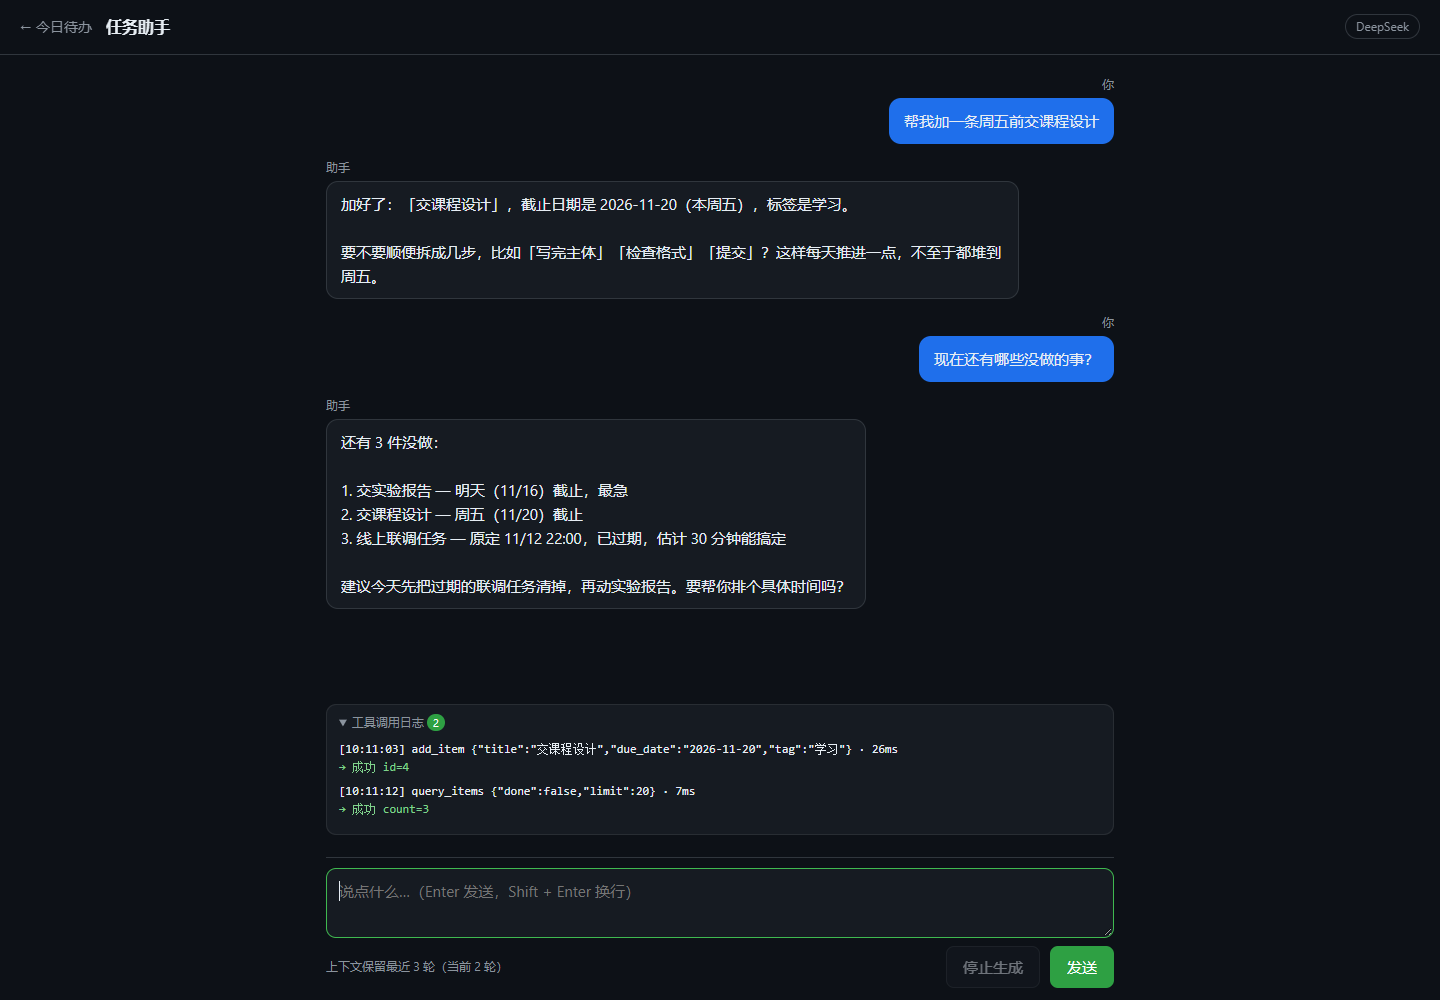 ← 今日待办 任务助手 DeepSeek
你
帮我加一条周五前交课程设计
助手
加好了：「交课程设计」，截止日期是 2026-11-20（本周五），标签是学习。
要不要顺便拆成几步，比如「写完主体」「检查格式」「提交」？这样每天推进一点，不至于都堆到
周五。
你
现在还有哪些没做的事？
助手
还有 3 件没做：
1. 交实验报告 — 明天（11/16）截止，最急
2. 交课程设计 — 周五（11/20）截止
3. 线上联调任务 — 原定 11/12 22:00，已过期，估计 30 分钟能搞定
建议今天先把过期的联调任务清掉，再动实验报告。要帮你排个具体时间吗？
▼ 工具调用日志 2
[10:11:03] add_item {"title":"交课程设计","due_date":"2026-11-20","tag":"学习"} · 26ms
→ 成功 id=4
[10:11:12] query_items {"done":false,"limit":20} · 7ms
→ 成功 count=3
说点什么…（Enter 发送，Shift + Enter 换行）
上下文保留最近 3 轮（当前 2 轮） 停止生成 发送